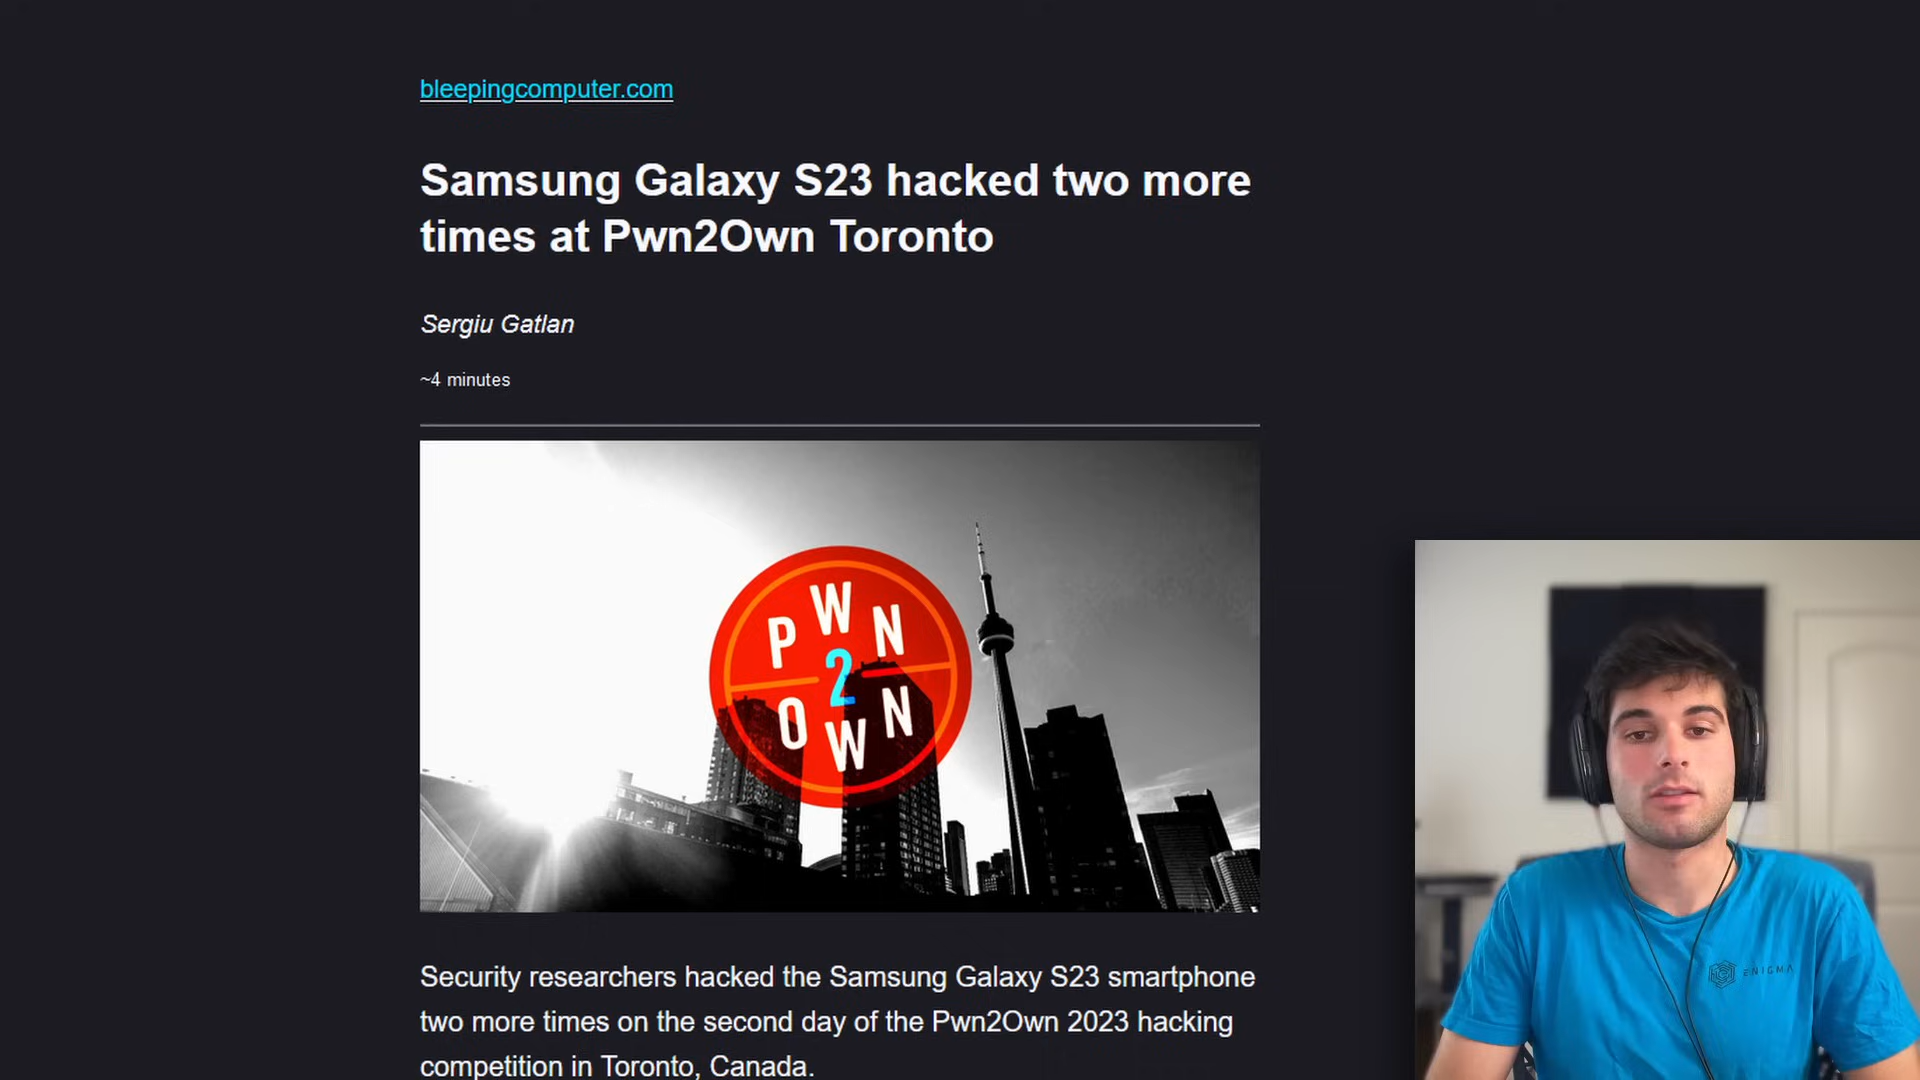 bleepingcomputer.com
Samsung Galaxy S23 hacked two more
times at Pwn2Own Toronto
Sergiu Gatlan
~4 minutes
PWN
2
OWN
Security researchers hacked the Samsung Galaxy S23 smartphone
two more times on the second day of the Pwn2Own 2023 hacking
competition in Toronto, Canada.
ENIGMA